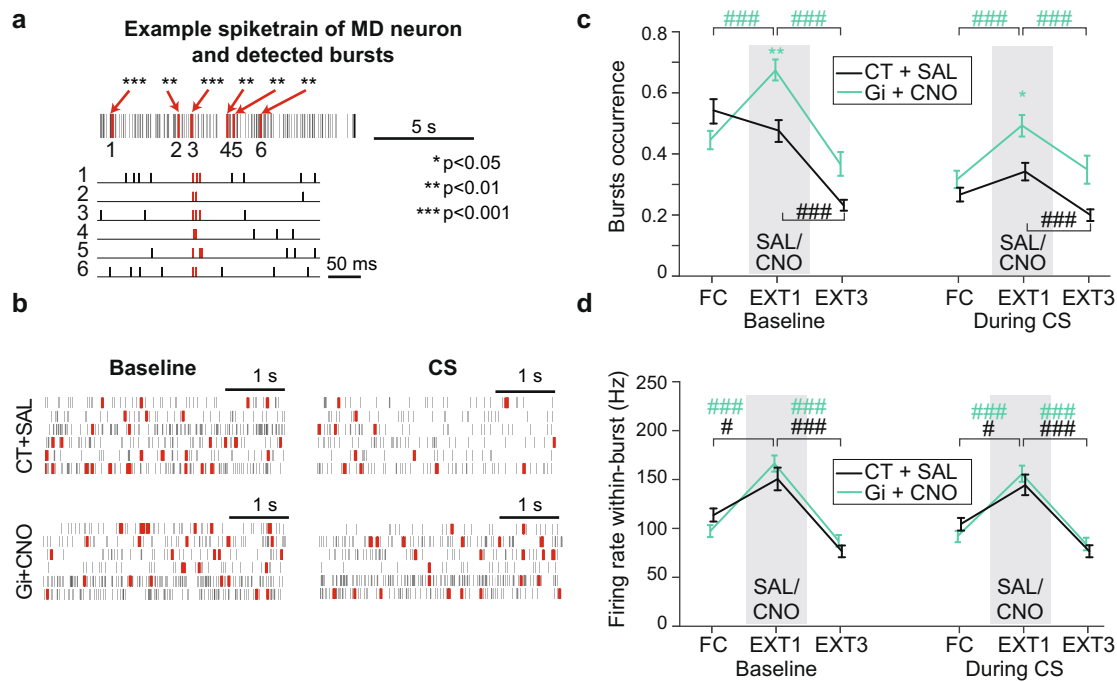 a
Example spiketrain of MD neuron
and detected bursts
*** ** *** ** ** **
1 2 3 45 6
5 s
*p<0.05
**p<0.01
***p<0.001
1
2
3
4
5
6
50 ms
b
Baseline
CS
1 s
1 s
CT+SAL
1 s
1 s
Gi+CNO
c
### ###
### ###
Bursts occurrence
0.8
0.6
0.4
0.2
0
**
*
CT + SAL
Gi + CNO
###
###
SAL/
CNO
SAL/
CNO
FC EXT1 EXT3
FC EXT1 EXT3
Baseline
During CS
d
Firing rate within-burst (Hz)
250
200
150
100
50
0
### ###
# ###
### ###
# ###
CT + SAL
Gi + CNO
SAL/
CNO
SAL/
CNO
FC EXT1 EXT3
FC EXT1 EXT3
Baseline
During CS